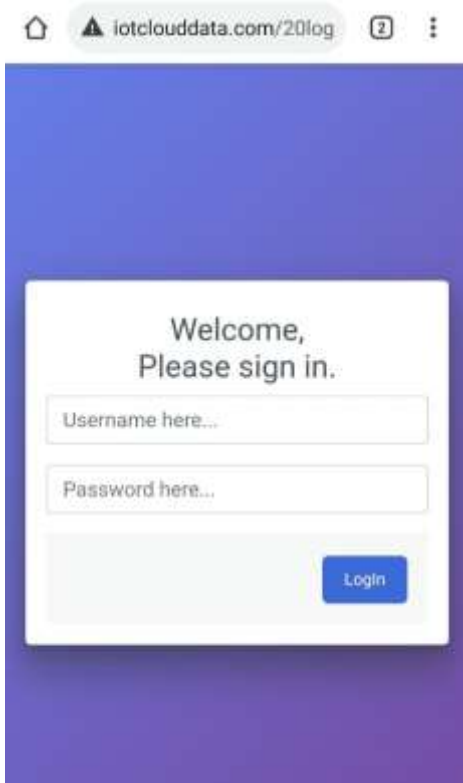 iotclouddata.com/20log
2
Welcome,
Please sign in.
Username here...
Password here...
LogIn